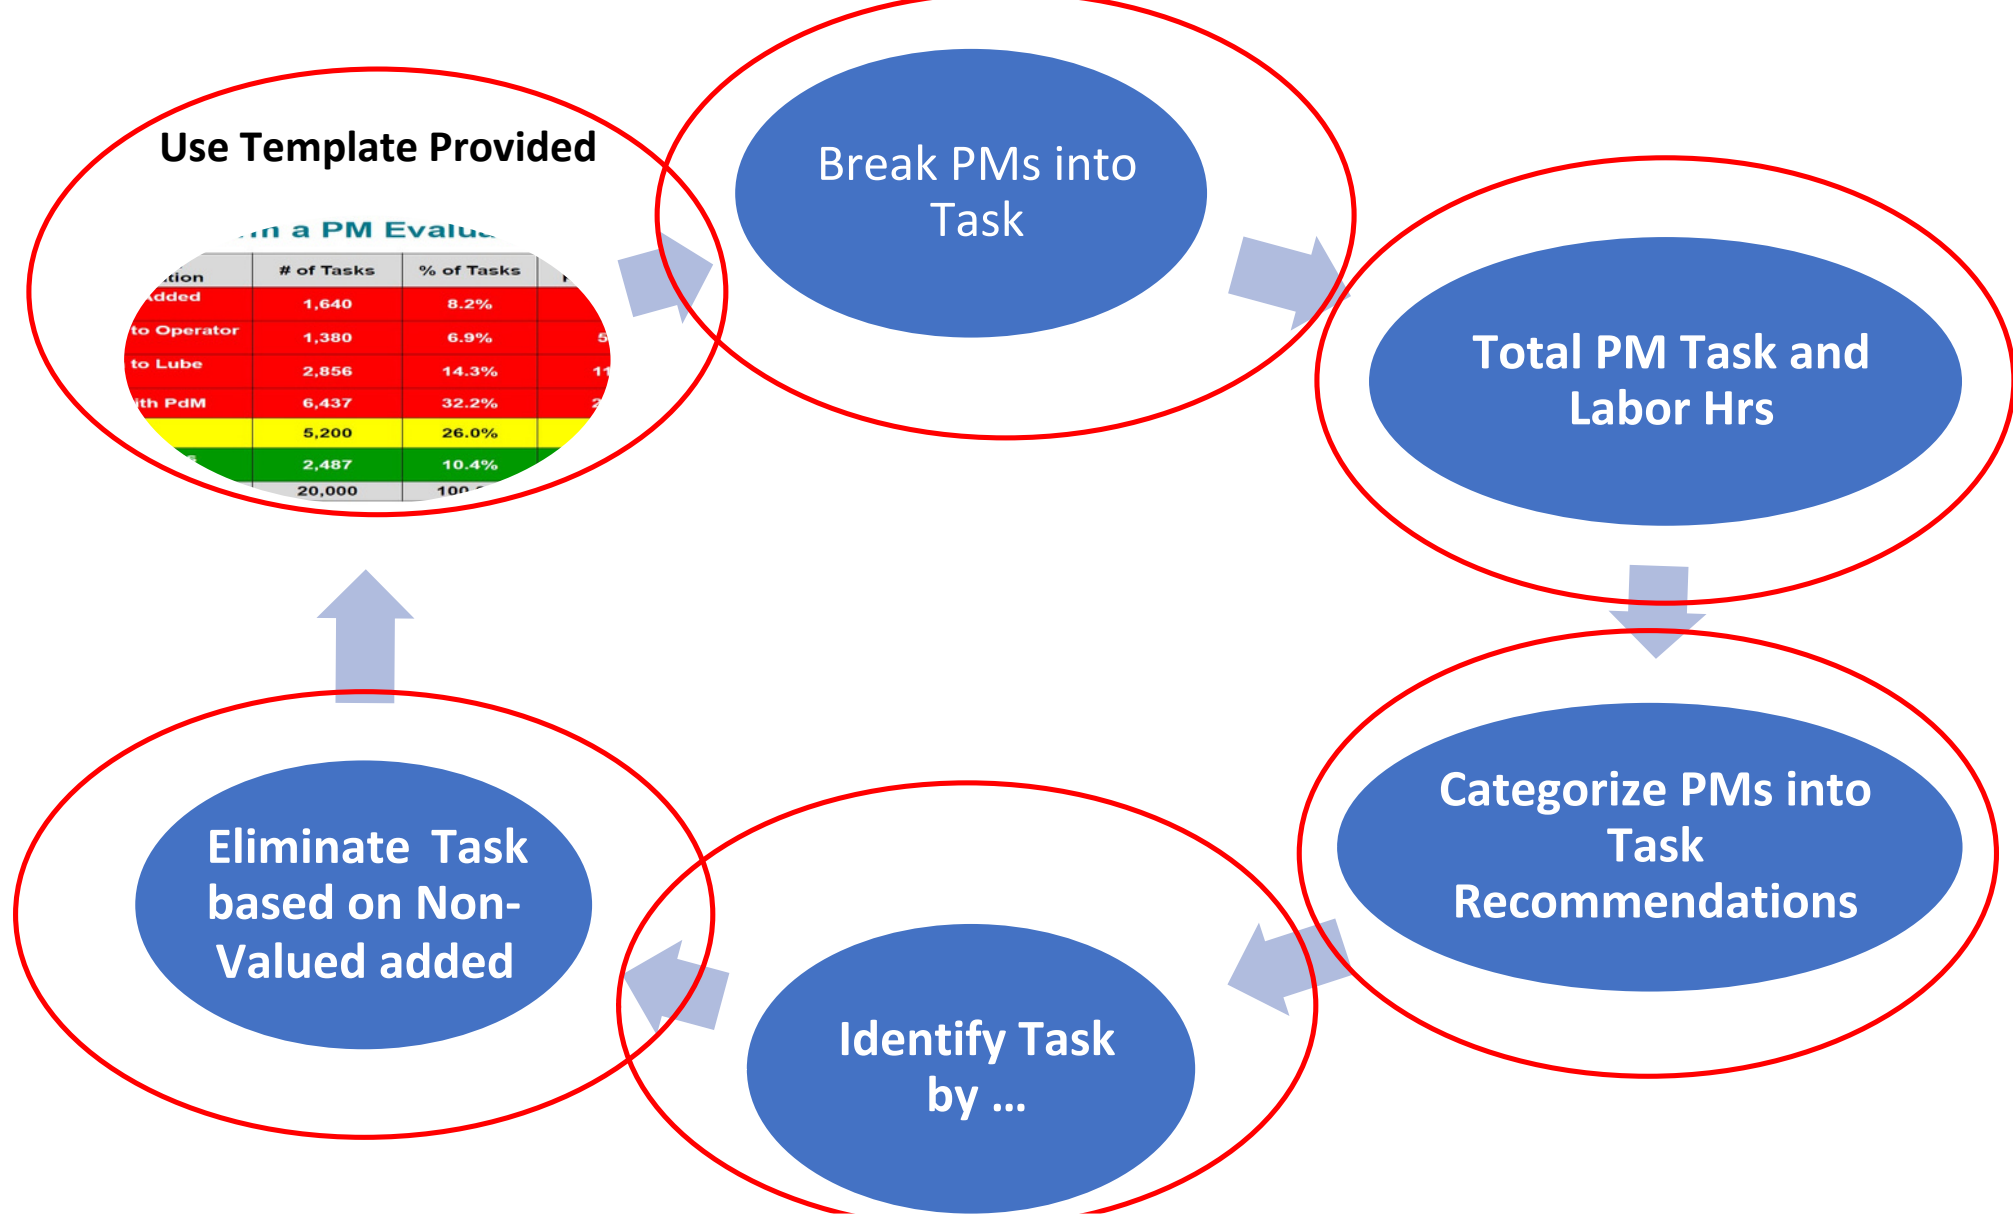 Use Template Provided
in a PM
# of Tasks % of Tasks
Added 1,640 8.2%
to Operator 1,380 6.9%
to Lube 2,856 14.3%
PdM 6,437 32.2%
5,200 26.0%
2,487 10.4%
20,000
Break PMs into
Task
Total PM Task and
Labor Hrs
Categorize PMs into
Task
Recommendations
Identify Task
by ...
Eliminate Task
based on Non-
Valued added